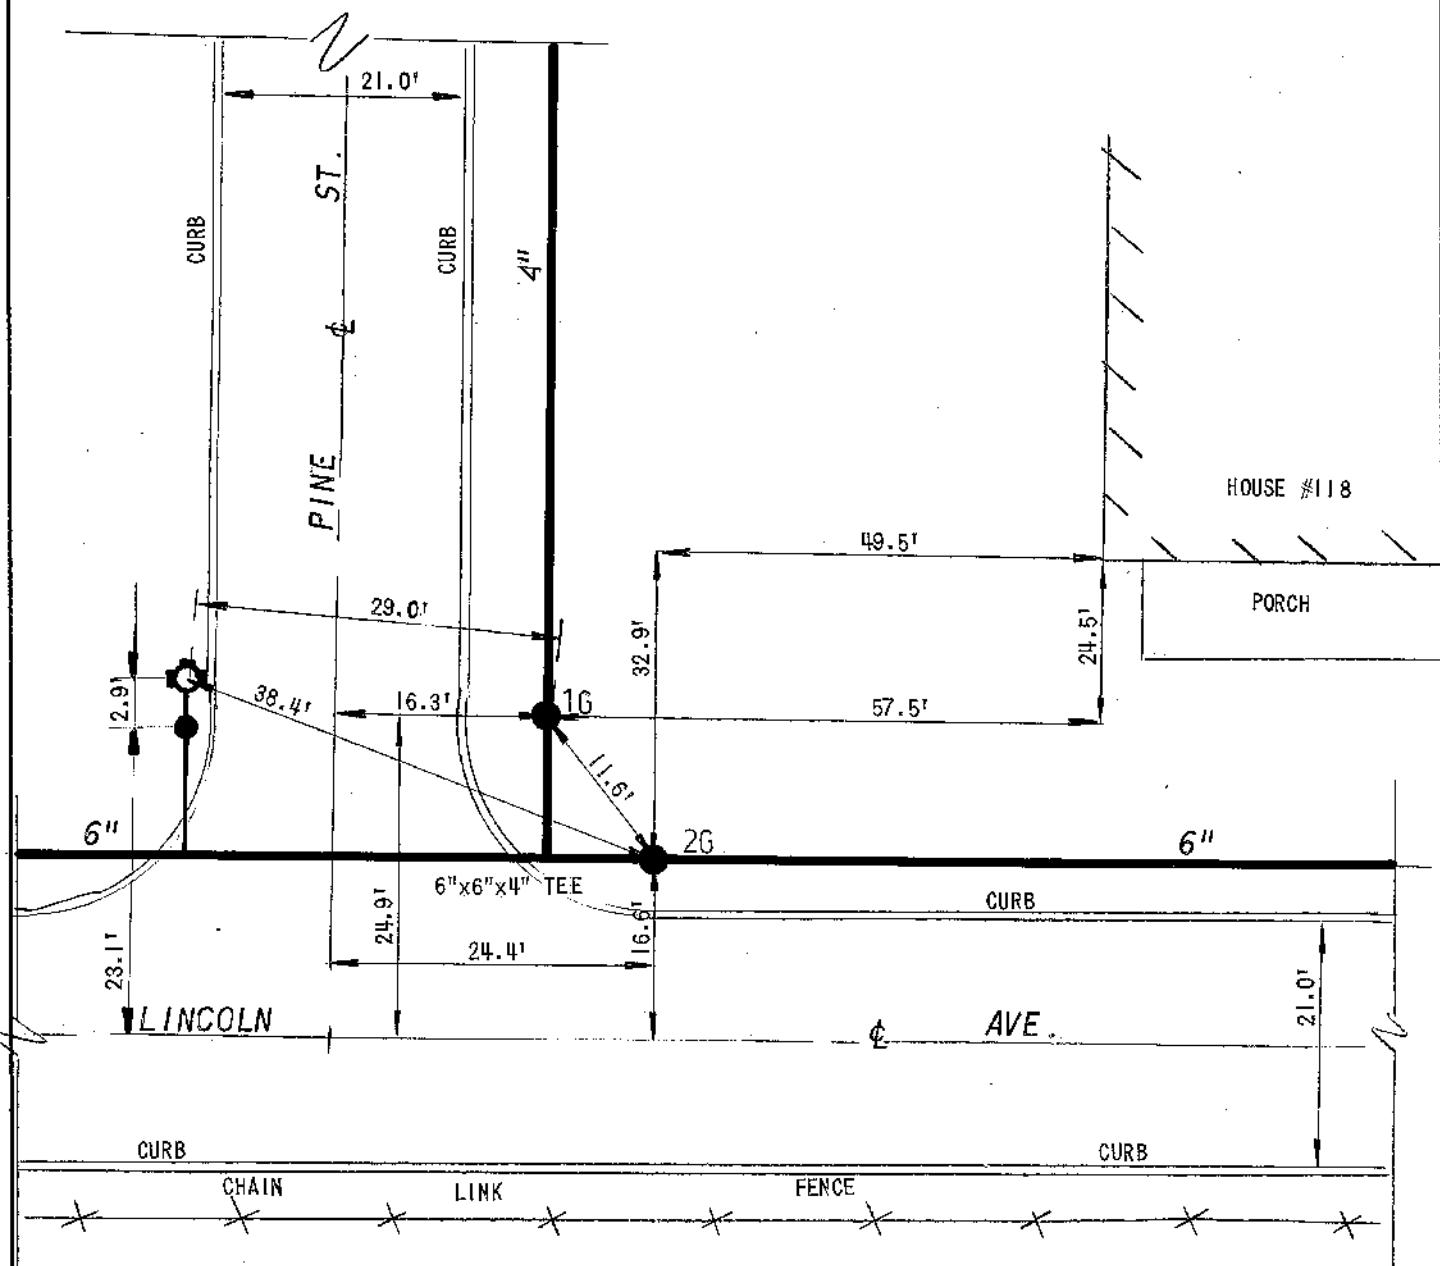 21.0'
ST.
CURB
CURB
4"
℄
PINE
HOUSE #118
49.5'
PORCH
29.0'
32.9'
24.5'
2.9'
38.4'
16.3'
1G
57.5'
11.6'
6"
2G
6"
6"x6"x4" TEE
CURB
24.9'
16.6'
24.4'
23.1'
21.0'
LINCOLN
℄
AVE.
CURB
CURB
CHAIN LINK FENCE